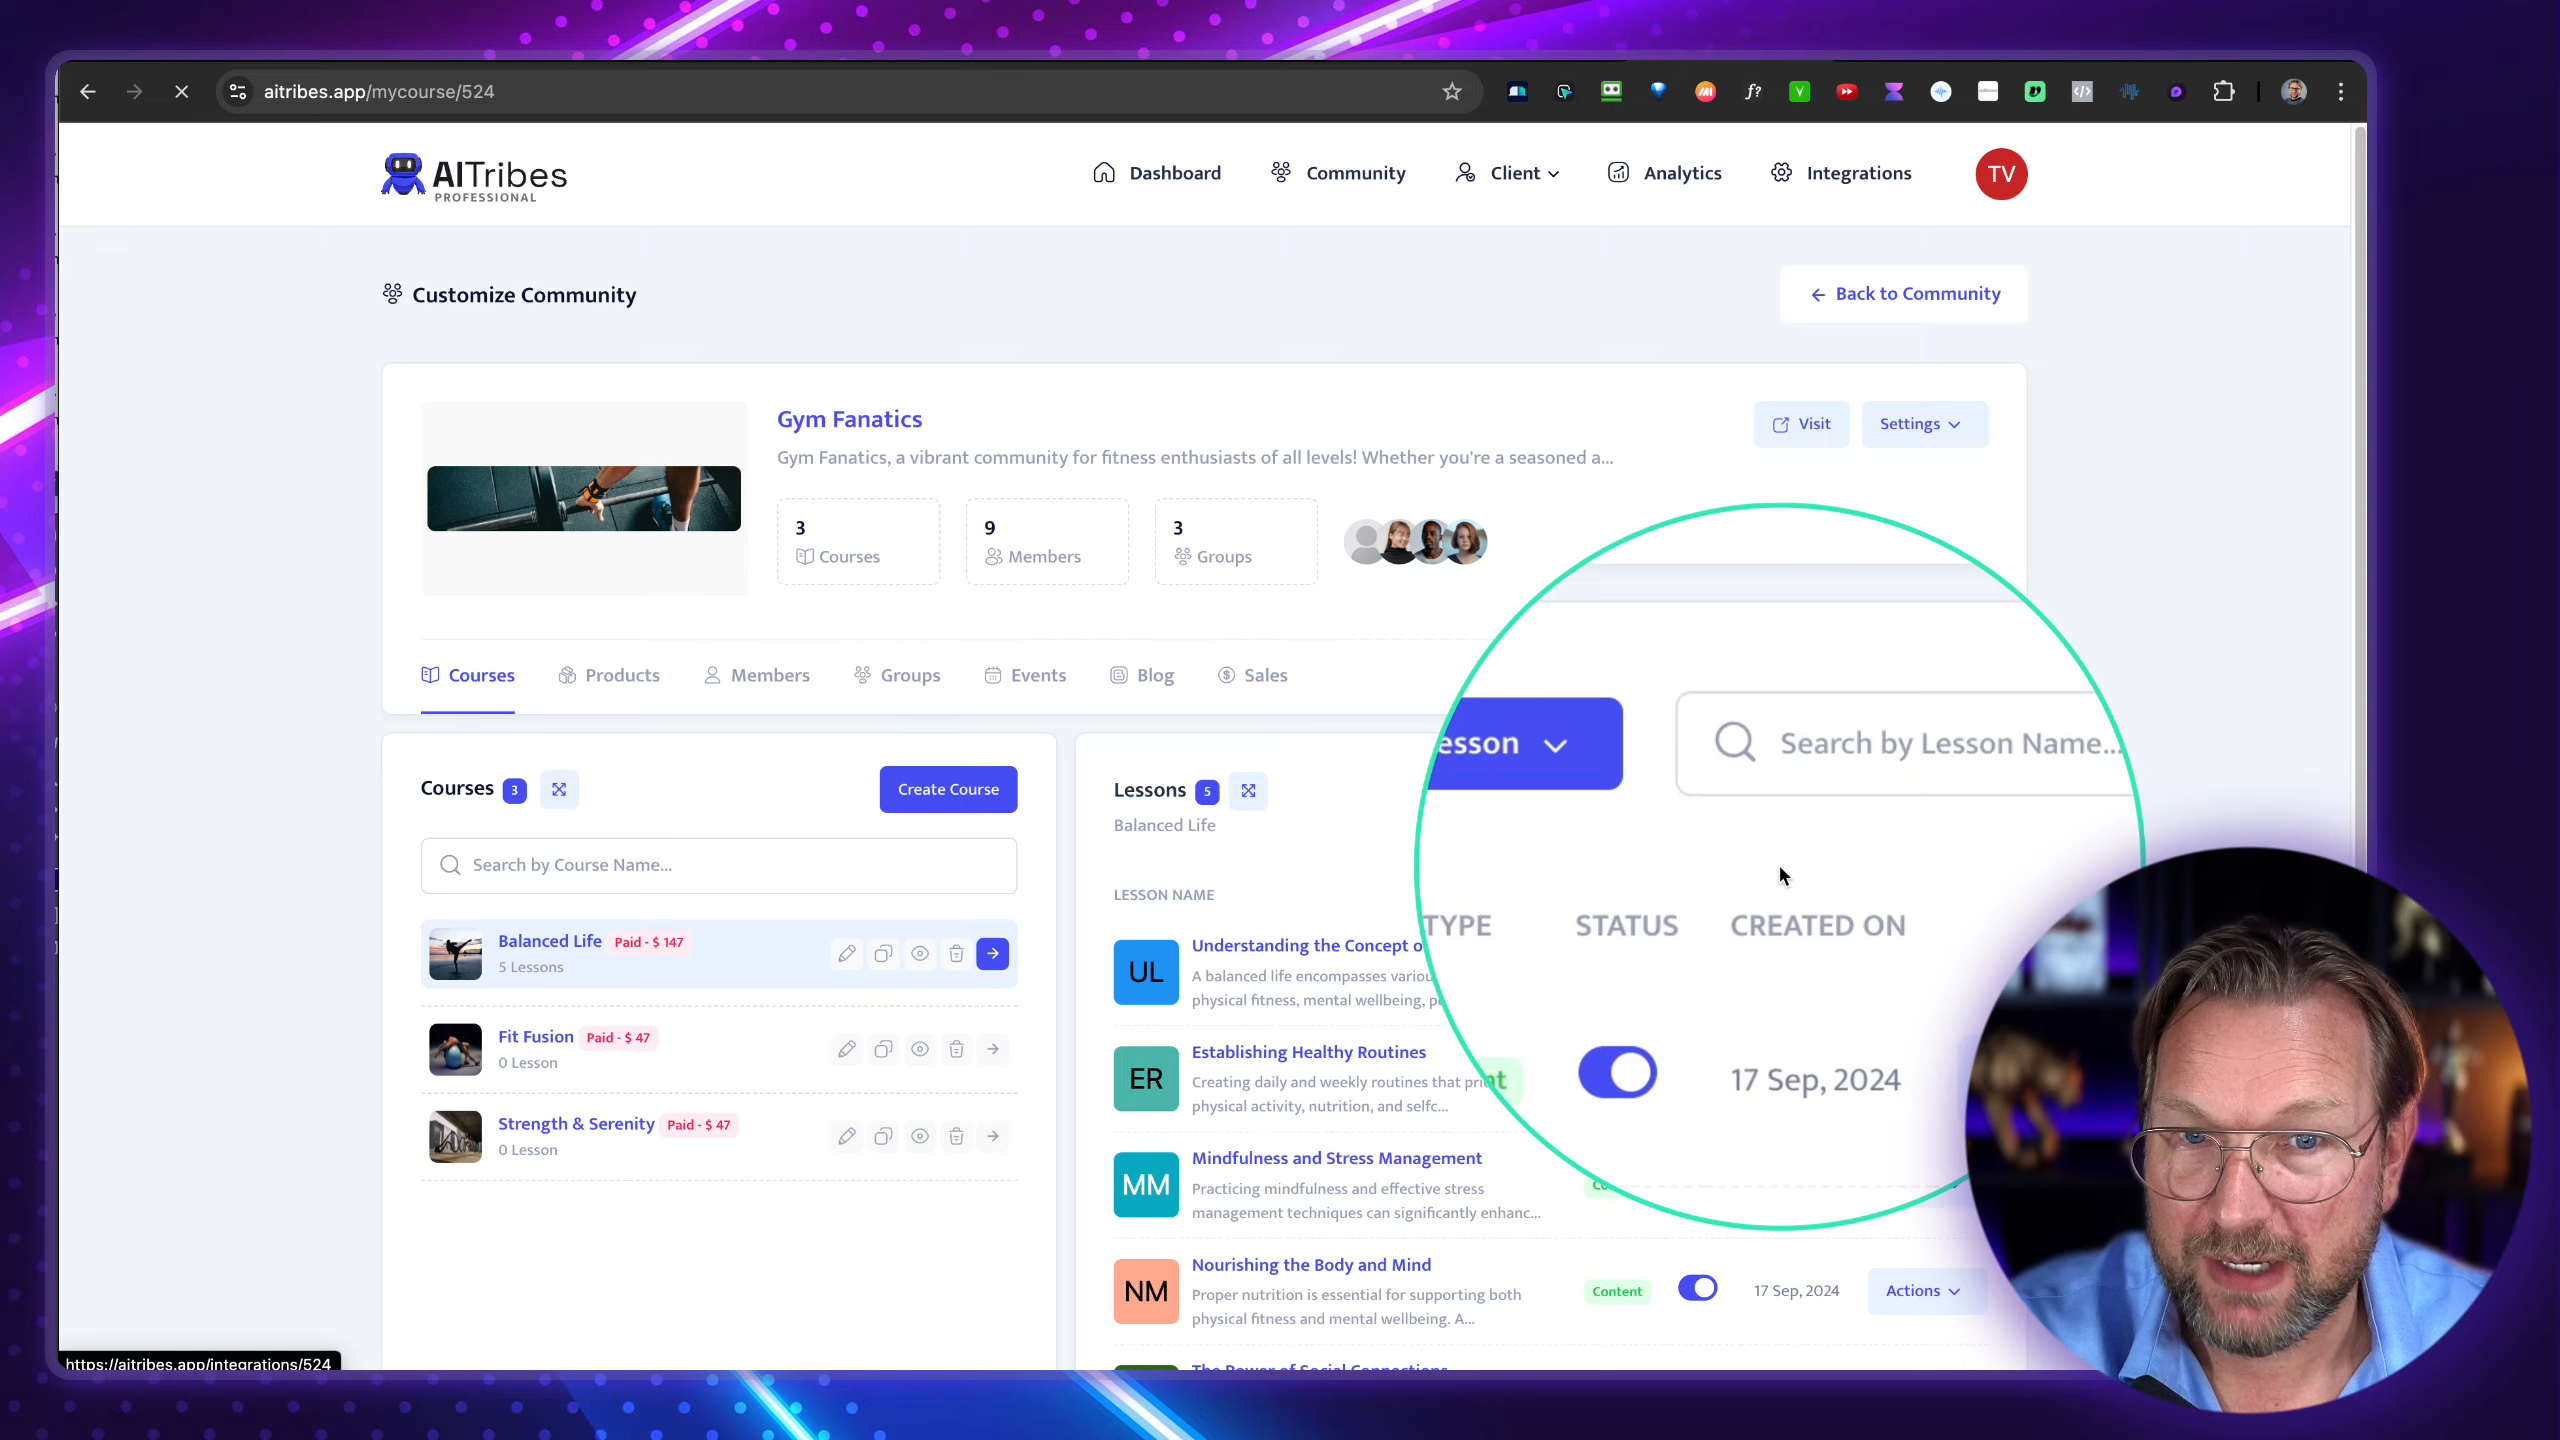 aitribes.app/mycourse/524
AITribes
PROFESSIONAL
Dashboard
Community
Client
Analytics
Integrations
TV
Customize Community
Back to Community
Gym Fanatics
Gym Fanatics, a vibrant community for fitness enthusiasts of all levels! Whether you're a seasoned a...
Visit
Settings
3
Courses
9
Members
3
Groups
Courses
Products
Members
Groups
Events
Blog
Sales
Courses 3
Create Course
Search by Course Name...
Balanced Life Paid - $ 147
5 Lessons
Fit Fusion Paid - $ 47
0 Lesson
Strength & Serenity Paid - $ 47
0 Lesson
Lessons 5
Balanced Life
esson
Search by Lesson Name...
LESSON NAME
TYPE
STATUS
CREATED ON
UL
Understanding the Concept o
A balanced life encompasses variou
physical fitness, mental wellbeing, p
ER
Establishing Healthy Routines
Creating daily and weekly routines that pri
physical activity, nutrition, and selfc...
nt
17 Sep, 2024
MM
Mindfulness and Stress Management
Practicing mindfulness and effective stress
management techniques can significantly enhanc...
Co
NM
Nourishing the Body and Mind
Proper nutrition is essential for supporting both
physical fitness and mental wellbeing. A...
Content
17 Sep, 2024
Actions
The Power of Social Connections
https://aitribes.app/integrations/524